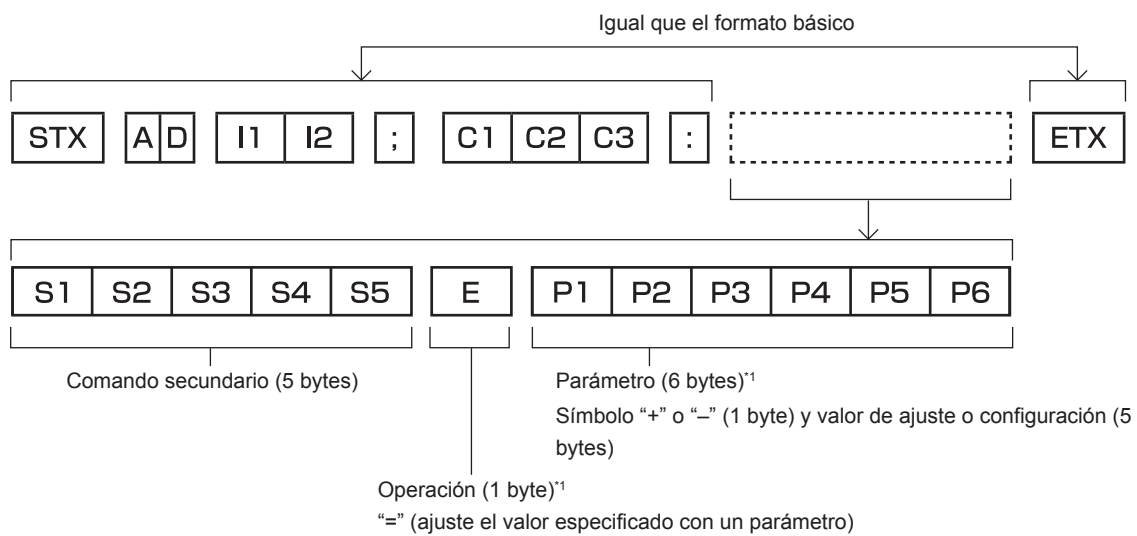 Igual que el formato básico
STX A D I1 I2 ; C1 C2 C3 : ETX
S1 S2 S3 S4 S5 E P1 P2 P3 P4 P5 P6
Comando secundario (5 bytes)
Parámetro (6 bytes)*1
Símbolo “+” o “–” (1 byte) y valor de ajuste o configuración (5
bytes)
Operación (1 byte)*1
“=” (ajuste el valor especificado con un parámetro)